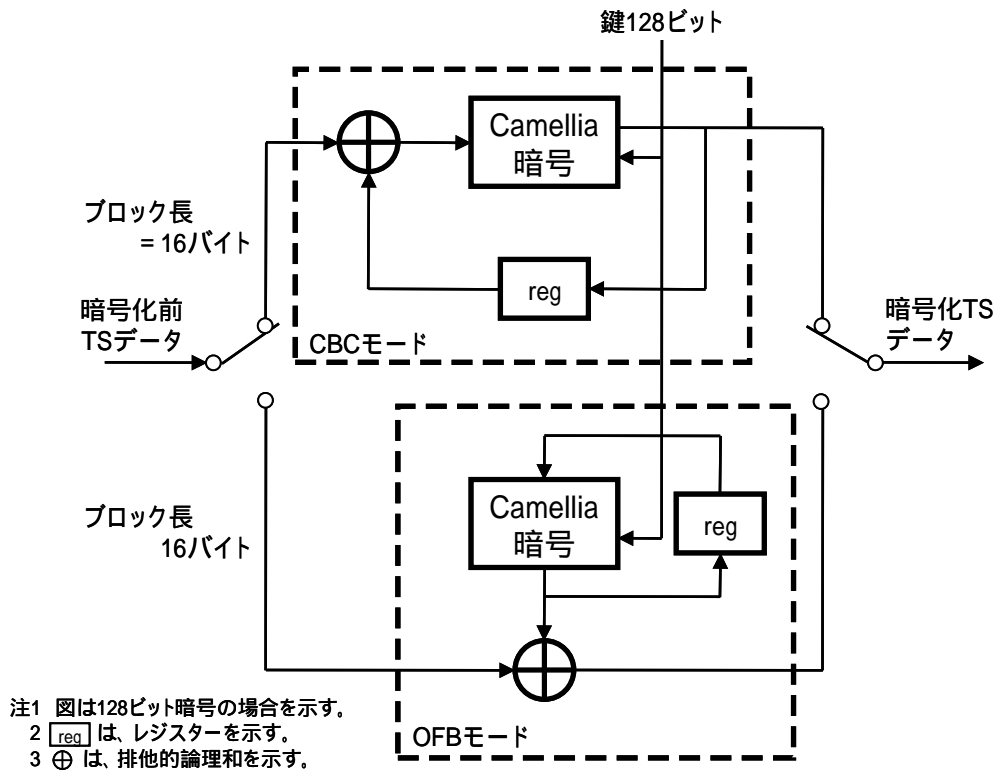 鍵128ビット
Camellia
暗号
ブロック長
= 16バイト
reg
暗号化前
TSデータ
暗号化TS
データ
CBCモード
Camellia
暗号
reg
ブロック長
16バイト
OFBモード
注1 図は128ビット暗号の場合を示す。
2 reg は、レジスターを示す。
3 ⊕ は、排他的論理和を示す。